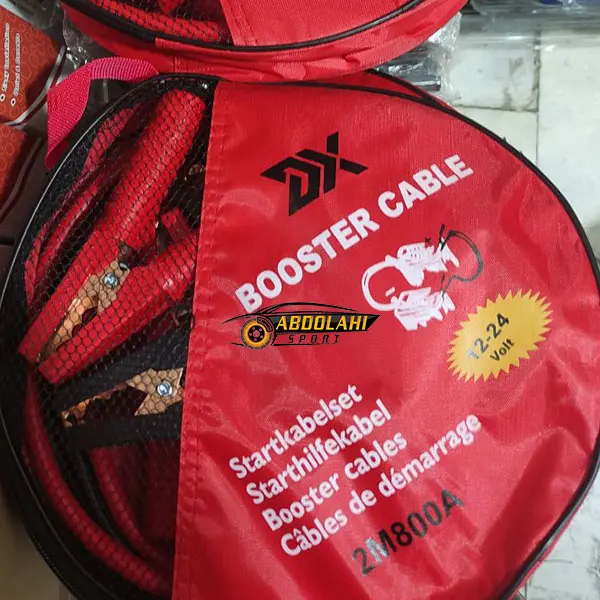 DX
BOOSTER CABLE
ABDOLAHI
SPORT
12-24
Volt
Startkabelset
Starthilfekabel
Booster cables
Câbles de démarrage
2M800A